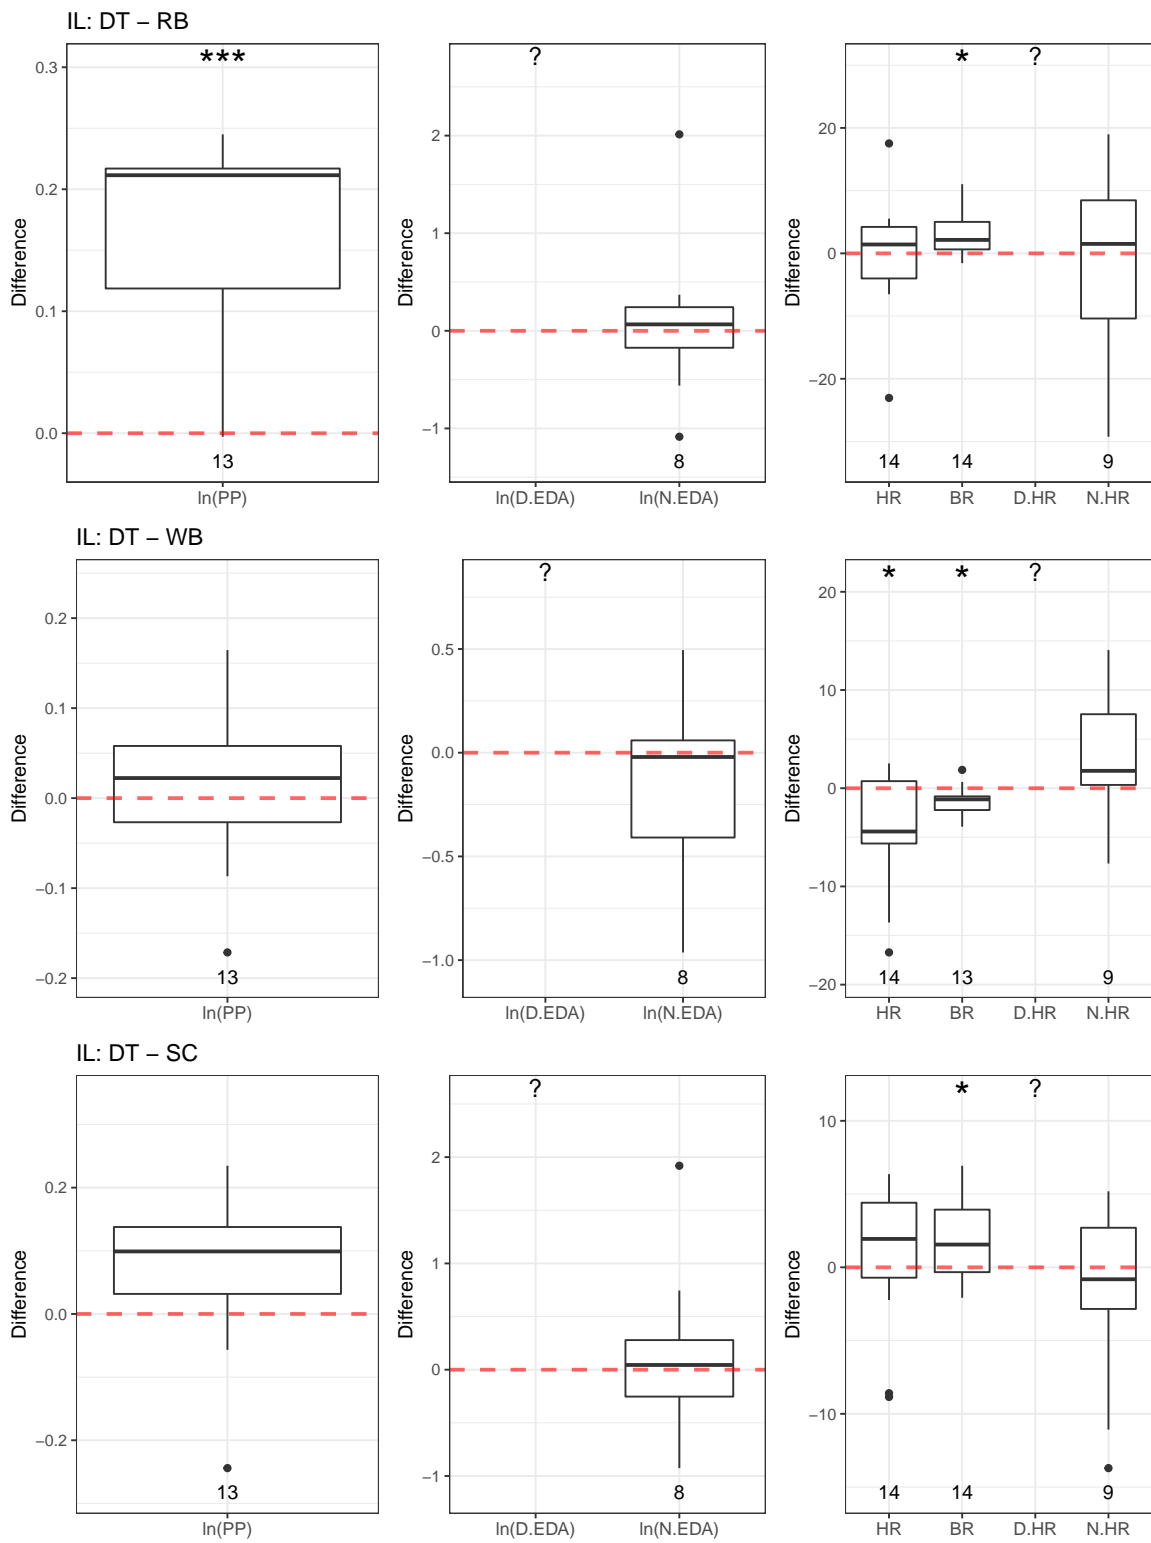 IL: DT − RB
***
?
*
?
Difference
0.3
0.2
0.1
0.0
13
ln(PP)
Difference
2
1
0
−1
8
ln(D.EDA)
ln(N.EDA)
Difference
20
0
−20
14
14
9
HR
BR
D.HR
N.HR
IL: DT − WB
?
*
*
?
Difference
0.2
0.1
0.0
−0.1
−0.2
13
ln(PP)
Difference
0.5
0.0
−0.5
−1.0
8
ln(D.EDA)
ln(N.EDA)
Difference
20
10
0
−10
−20
14
13
9
HR
BR
D.HR
N.HR
IL: DT − SC
?
*
?
Difference
0.2
0.0
−0.2
13
ln(PP)
Difference
2
1
0
−1
8
ln(D.EDA)
ln(N.EDA)
Difference
10
0
−10
14
14
9
HR
BR
D.HR
N.HR